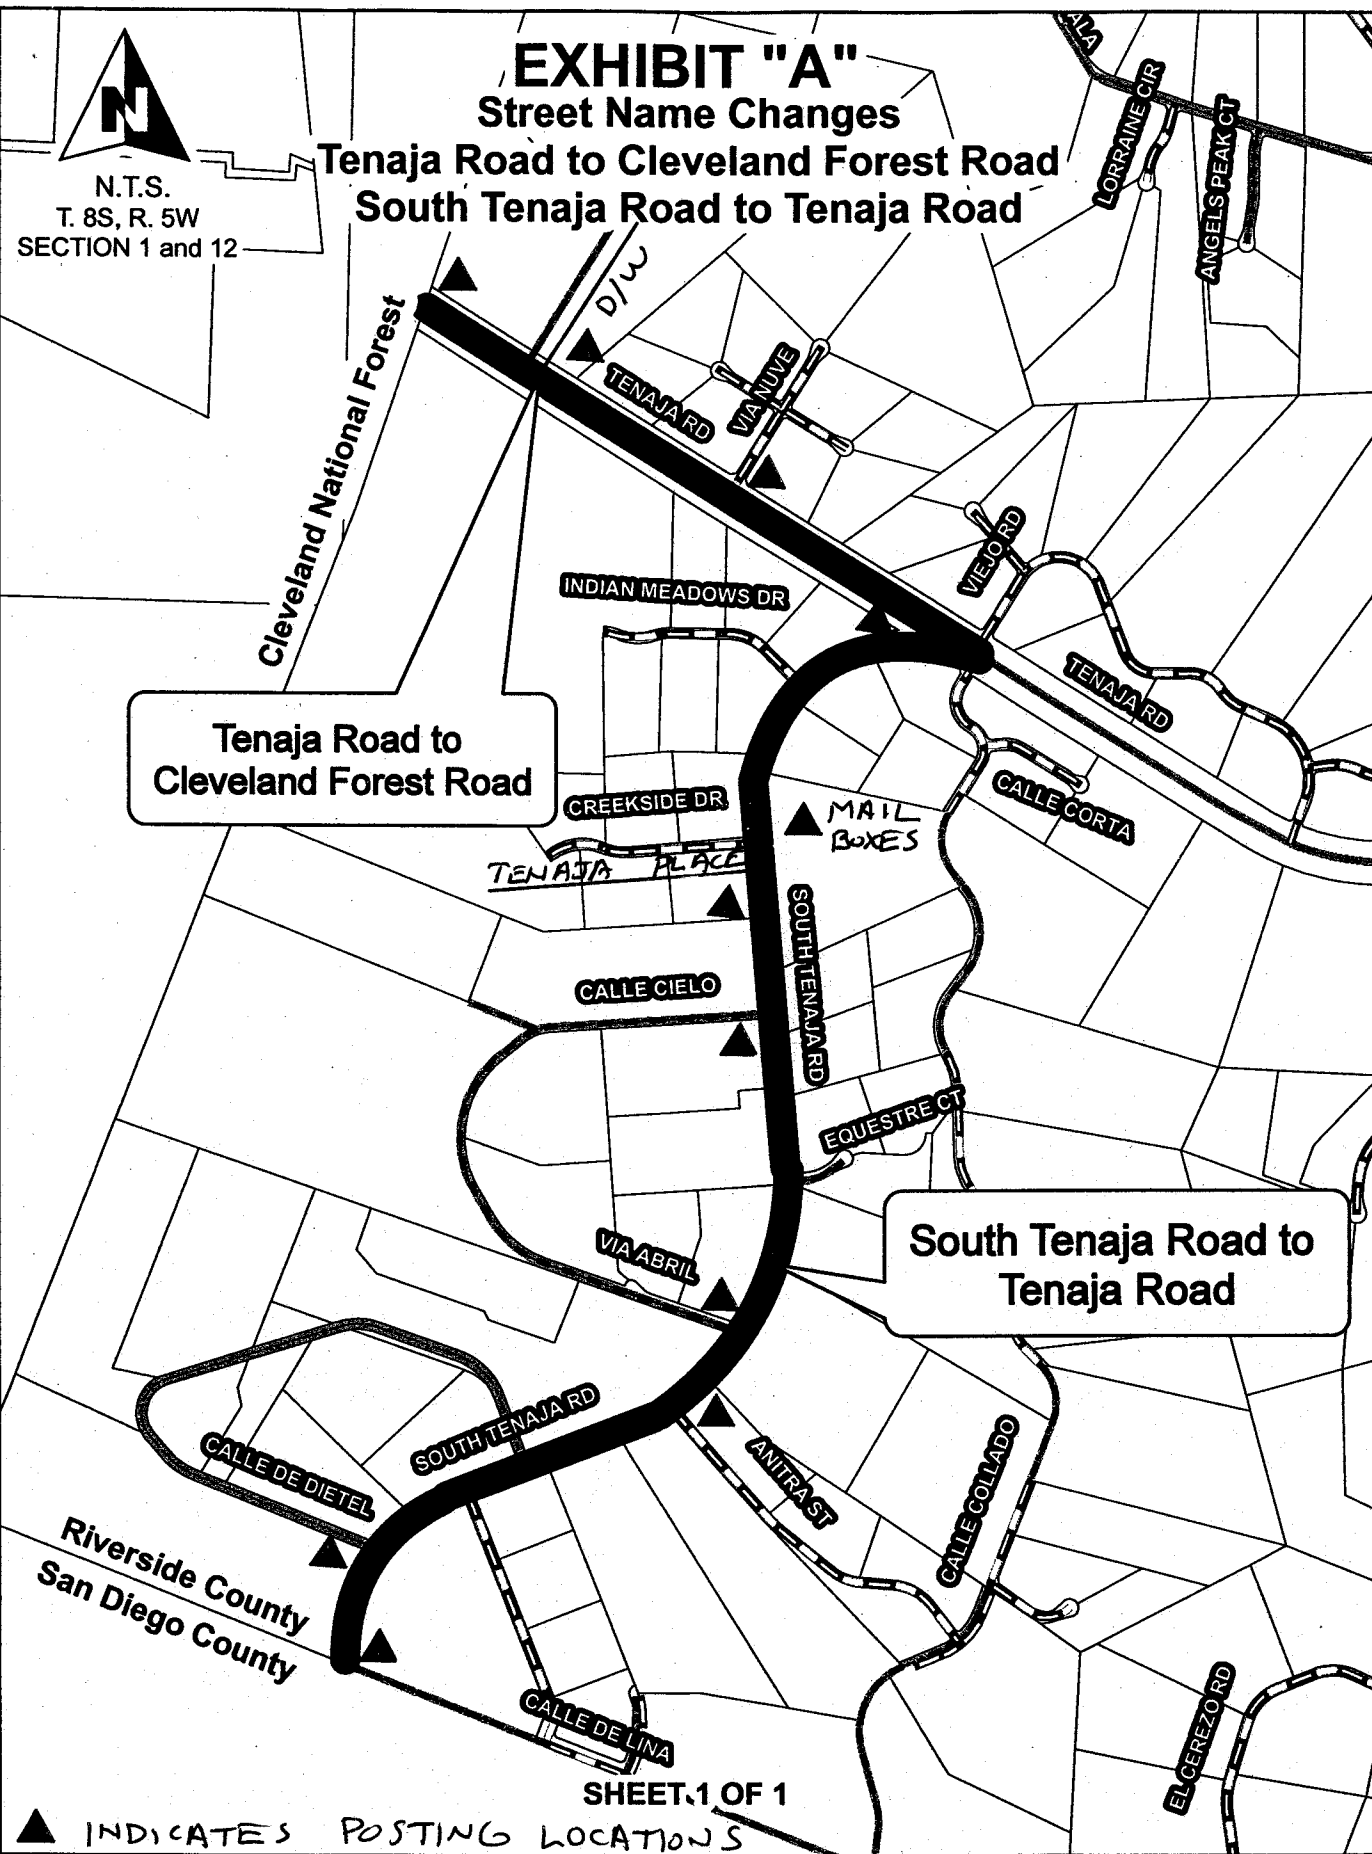 EXHIBIT "A"
Street Name Changes
Tenaja Road to Cleveland Forest Road
South Tenaja Road to Tenaja Road
N
N.T.S.
T. 8S, R. 5W
SECTION 1 and 12
ALA
LORRAINE CIR
ANGELS PEAK CT
D/W
Cleveland National Forest
TENAJA RD
VIA NUVE
VIEJO RD
INDIAN MEADOWS DR
TENAJA RD
Tenaja Road to
Cleveland Forest Road
CREEKSIDE DR
MAIL
BOXES
CALLE CORTA
TENAJA PLACE
SOUTH TENAJA RD
CALLE CIELO
EQUESTRE CT
South Tenaja Road to
Tenaja Road
VIA ABRIL
SOUTH TENAJA RD
CALLE DE DIETEL
ANITRA ST
CALLE COLLADO
Riverside County
San Diego County
CALLE DE LINA
EL CEREZO RD
SHEET 1 OF 1
INDICATES POSTING LOCATIONS